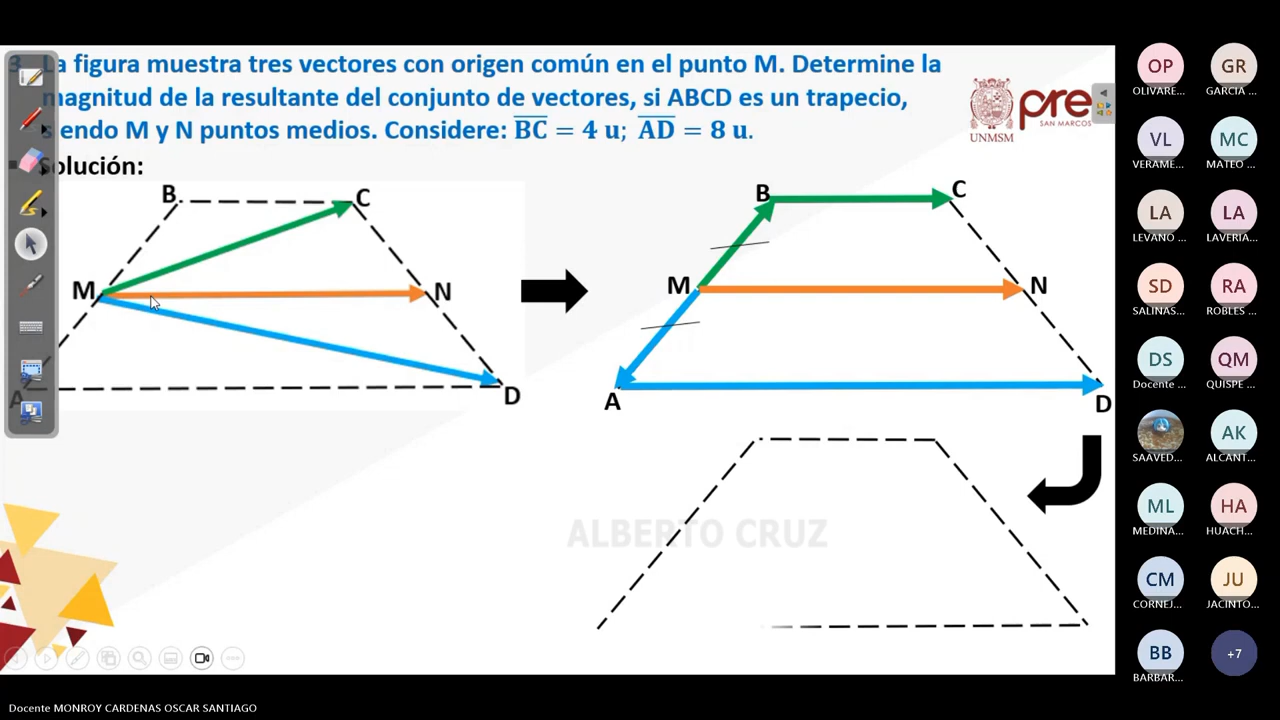 La figura muestra tres vectores con origen común en el punto M. Determine la
magnitud de la resultante del conjunto de vectores, si ABCD es un trapecio,
siendo M y N puntos medios. Considere: BC = 4 u; AD = 8 u.
Solución:
UNMSM
pre
SAN MARCOS
B
C
M
N
A
D
B
C
M
N
A
D
ALBERTO CRUZ
OP
OLIVARE...
GR
GARCIA ...
VL
VERAME...
MC
MATEO ...
LA
LEVANO ...
LA
LAVERIA...
SD
SALINAS...
RA
ROBLES ...
DS
Docente ...
QM
QUISPE ...
SAAVED...
AK
ALCANT...
ML
MEDINA...
HA
HUACH...
CM
CORNEJ...
JU
JACINTO...
BB
BARBAR...
+7
Docente MONROY CARDENAS OSCAR SANTIAGO